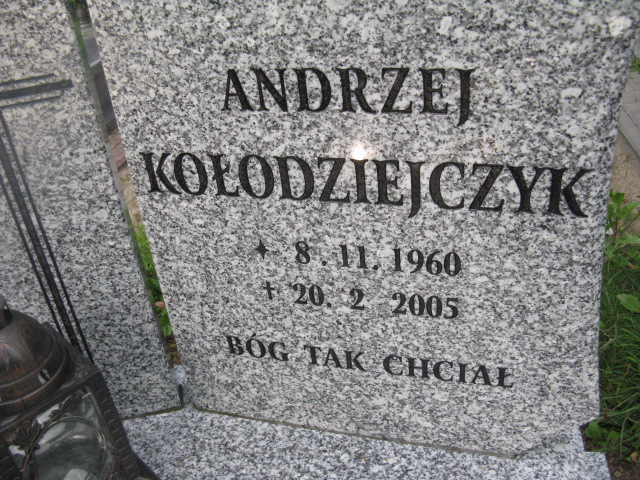 ANDRZEJ
KOŁODZIEJCZYK
✦ 8.11.1960
† 20.2 2005
BÓG TAK CHCIAŁ